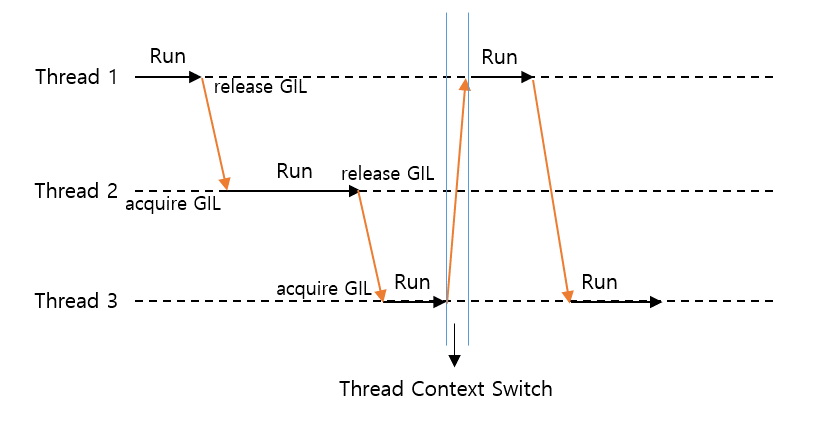 Run
Run
Thread 1
release GIL
Run
release GIL
Thread 2
acquire GIL
acquire GIL
Run
Run
Thread 3
Thread Context Switch